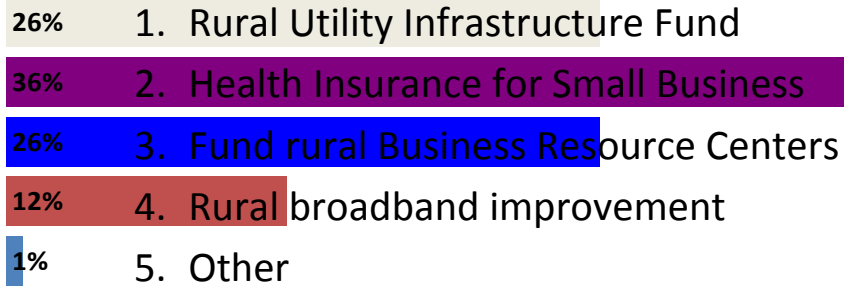 26% 1. Rural Utility Infrastructure Fund
36% 2. Health Insurance for Small Business
26% 3. Fund rural Business Resource Centers
12% 4. Rural broadband improvement
1% 5. Other